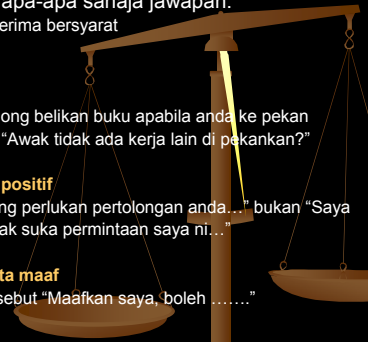 apa-apa sahaja jawapan.
erima bersyarat
ong belikan buku apabila anda ke pekan
“Awak tidak ada kerja lain di pekankan?”
positif
ng perlukan pertolongan anda…” bukan “Saya
ak suka permintaan saya ni…”
ta maaf
sebut “Maafkan saya, boleh …….”